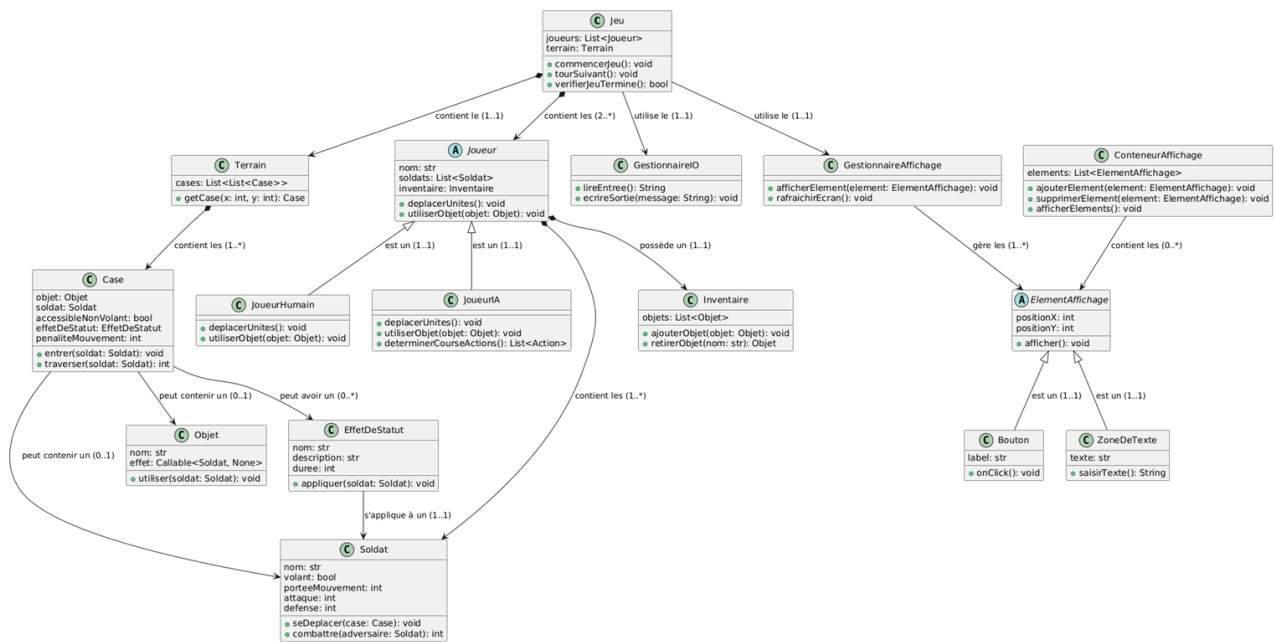 C Jeu
joueurs: List<Joueur>
terrain: Terrain
commencerJeu(): void
tourSuivant(): void
verifierJeuTermine(): bool
contient le (1..1)
contient les (2..*)
utilise le (1..1)
utilise le (1..1)
C Terrain
cases: List<List<Case>>
getCase(x: int, y: int): Case
A Joueur
nom: str
soldats: List<Soldat>
inventaire: Inventaire
deplacerUnites(): void
utiliserObjet(objet: Objet): void
C GestionnaireIO
lireEntree(): String
ecrireSortie(message: String): void
C GestionnaireAffichage
afficherElement(element: ElementAffichage): void
rafraichirEcran(): void
C ConteneurAffichage
elements: List<ElementAffichage>
ajouterElement(element: ElementAffichage): void
supprimerElement(element: ElementAffichage): void
afficherElements(): void
contient les (1..*)
est un (1..1)
est un (1..1)
possède un (1..1)
gère les (1..*)
contient les (0..*)
C Case
objet: Objet
soldat: Soldat
accessibleNonVolant: bool
effetDeStatut: EffetDeStatut
penaliteMouvement: int
entrer(soldat: Soldat): void
traverser(soldat: Soldat): int
C JoueurHumain
deplacerUnites(): void
utiliserObjet(objet: Objet): void
C JoueurIA
deplacerUnites(): void
utiliserObjet(objet: Objet): void
determinerCourseActions(): List<Action>
C Inventaire
objets: List<Objet>
ajouterObjet(objet: Objet): void
retirerObjet(nom: str): Objet
A ElementAffichage
positionX: int
positionY: int
afficher(): void
peut contenir un (0..1)
peut avoir un (0..*)
contient les (1..*)
est un (1..1)
est un (1..1)
peut contenir un (0..1)
C Objet
nom: str
effet: Callable<Soldat, None>
utiliser(soldat: Soldat): void
C EffetDeStatut
nom: str
description: str
duree: int
appliquer(soldat: Soldat): void
C Bouton
label: str
onClick(): void
C ZoneDeTexte
texte: str
saisirTexte(): String
s'applique à un (1..1)
C Soldat
nom: str
volant: bool
porteeMouvement: int
attaque: int
defense: int
seDeplacer(case: Case): void
combattre(adversaire: Soldat): int